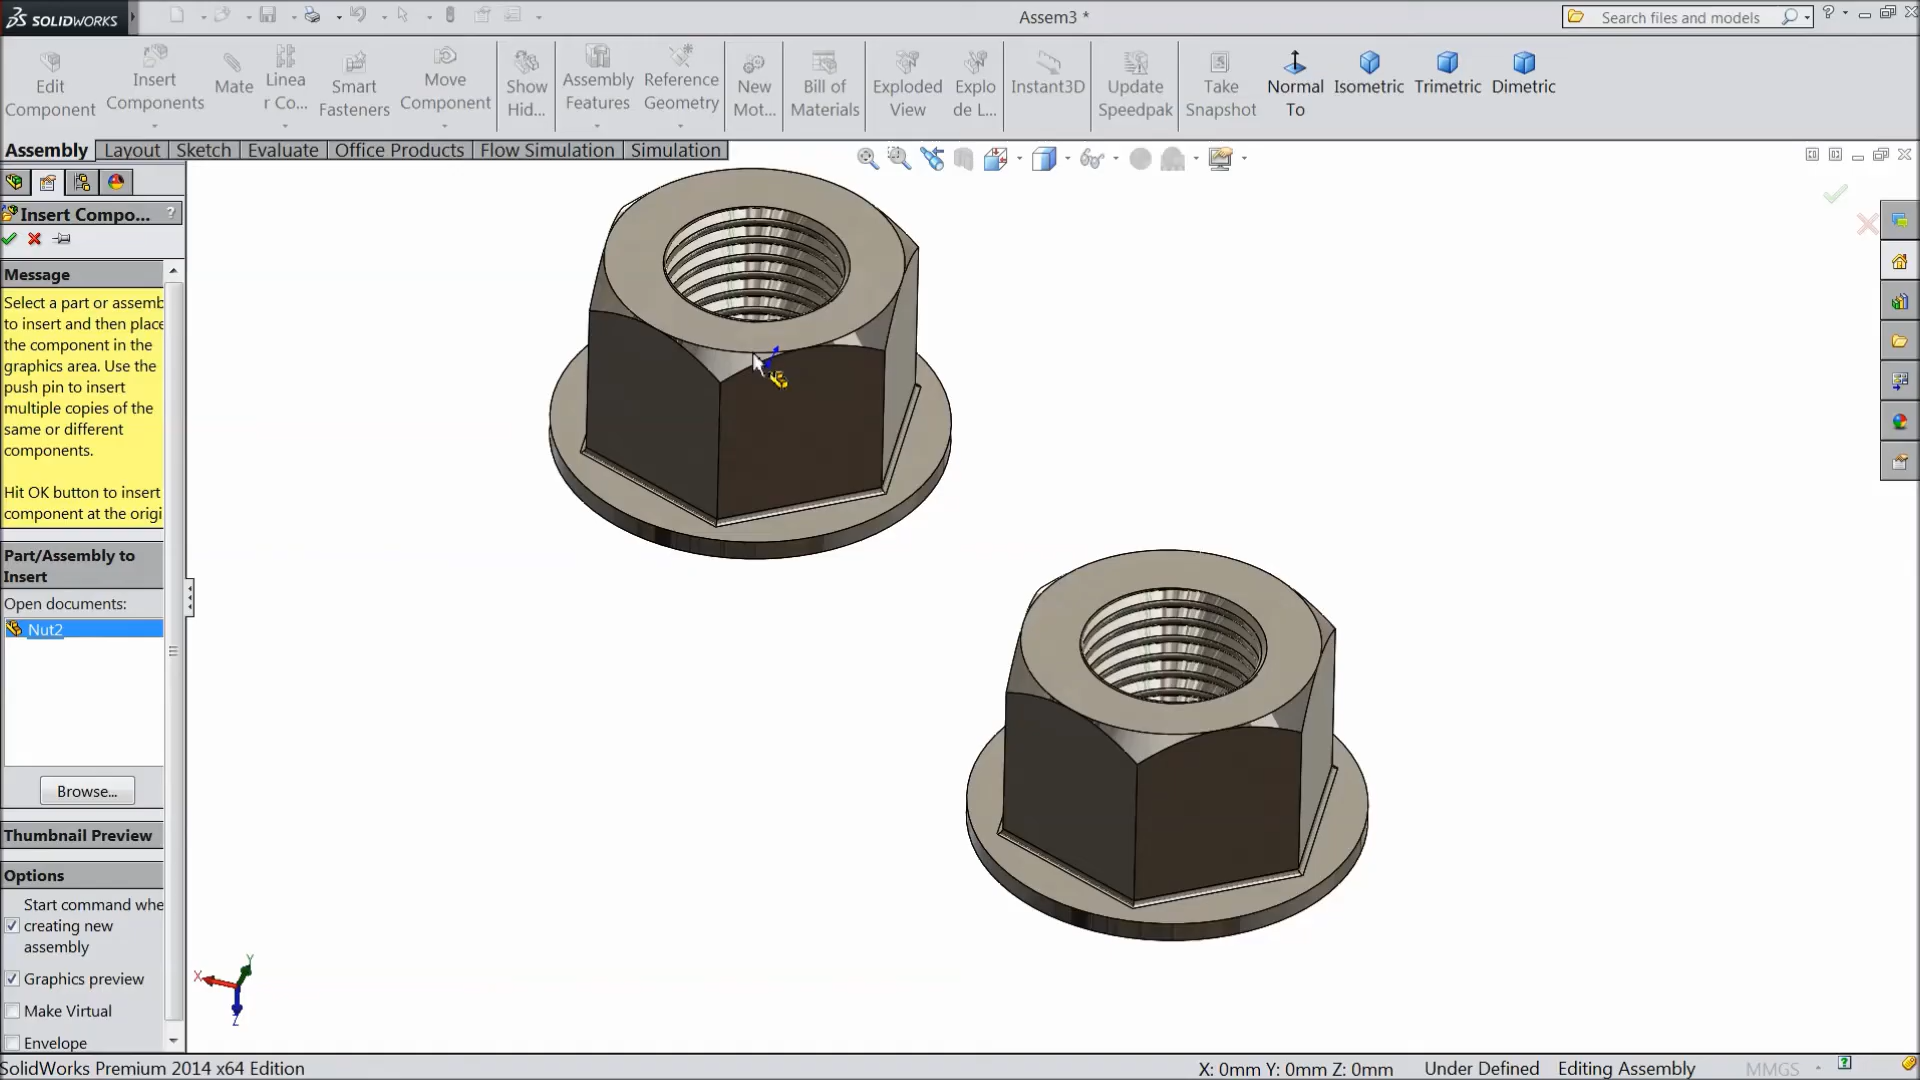 SOLIDWORKS
Assem3 *
Search files and models
Edit
Component
Insert
Components
Mate
Linea
r Co...
Smart
Fasteners
Move
Component
Show
Hid...
Assembly
Features
Reference
Geometry
New
Mot...
Bill of
Materials
Exploded
View
Explo
de L...
Instant3D
Update
Speedpak
Take
Snapshot
Normal
To
Isometric
Trimetric
Dimetric
Assembly
Layout
Sketch
Evaluate
Office Products
Flow Simulation
Simulation
Insert Compo...
?
Message
Select a part or assemb
to insert and then place
the component in the
graphics area. Use the
push pin to insert
multiple copies of the
same or different
components.
Hit OK button to insert
component at the origi
Part/Assembly to
Insert
Open documents:
Nut2
Browse...
Thumbnail Preview
Options
Start command whe
creating new
assembly
Graphics preview
Make Virtual
Envelope
X
Y
Z
SolidWorks Premium 2014 x64 Edition
X: 0mm Y: 0mm Z: 0mm
Under Defined
Editing Assembly
MMGS